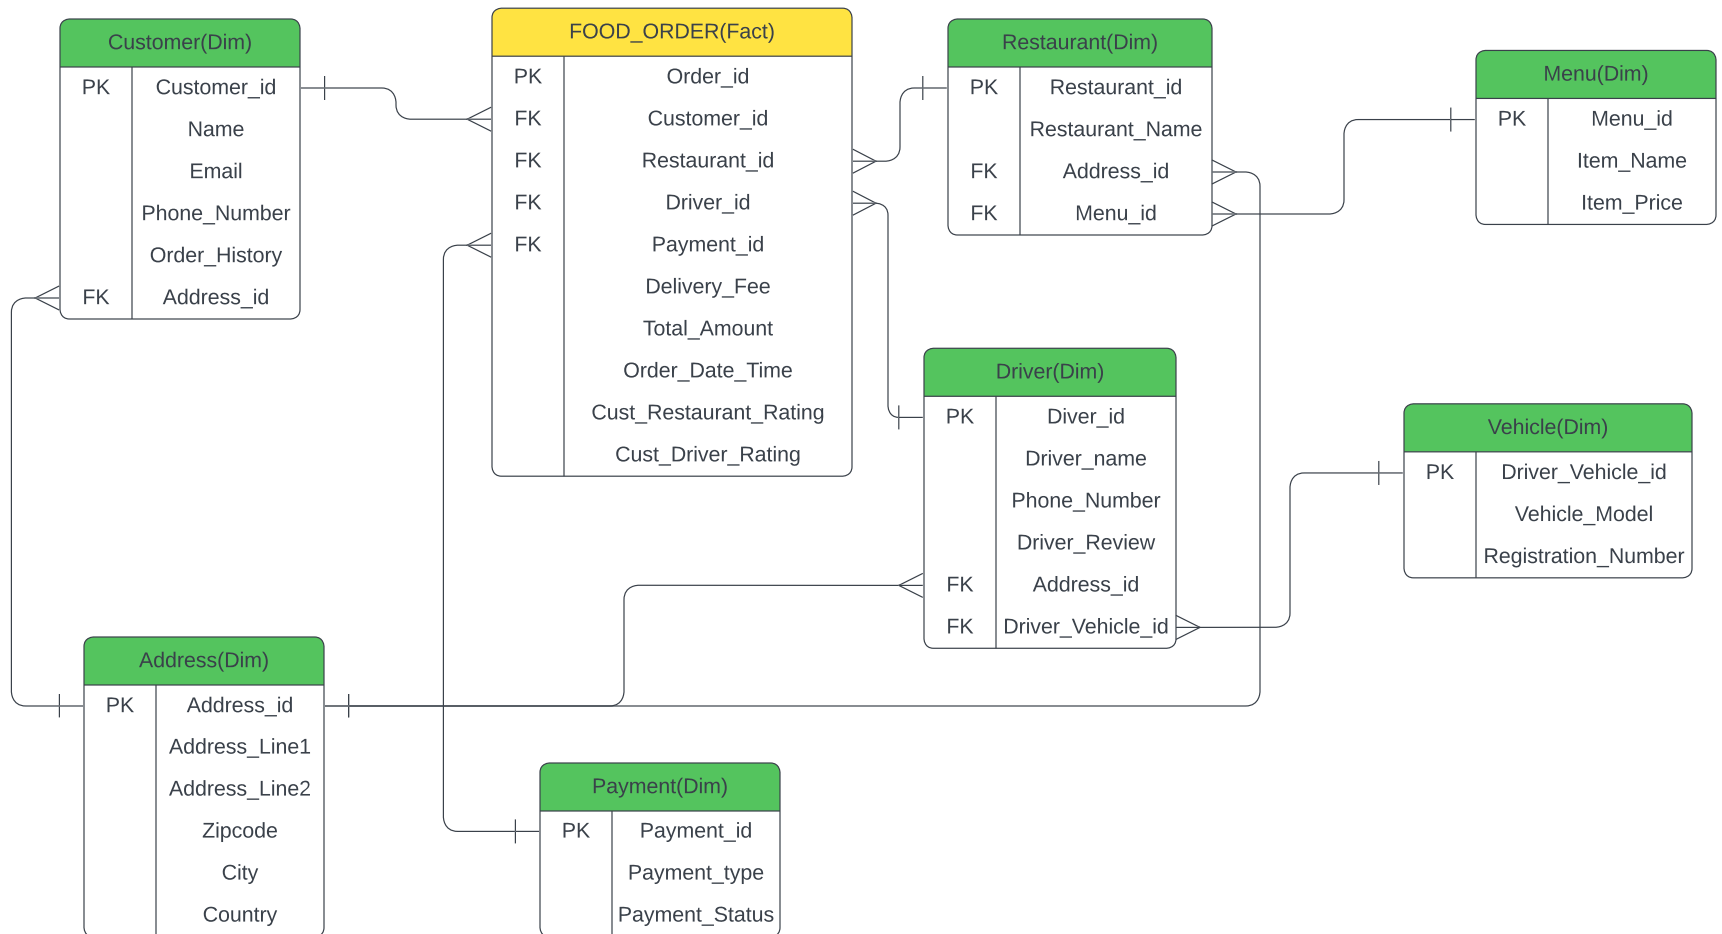 Customer(Dim)
PK Customer_id
Name
Email
Phone_Number
Order_History
FK Address_id
FOOD_ORDER(Fact)
PK Order_id
FK Customer_id
FK Restaurant_id
FK Driver_id
FK Payment_id
Delivery_Fee
Total_Amount
Order_Date_Time
Cust_Restaurant_Rating
Cust_Driver_Rating
Restaurant(Dim)
PK Restaurant_id
Restaurant_Name
FK Address_id
FK Menu_id
Menu(Dim)
PK Menu_id
Item_Name
Item_Price
Driver(Dim)
PK Diver_id
Driver_name
Phone_Number
Driver_Review
FK Address_id
FK Driver_Vehicle_id
Vehicle(Dim)
PK Driver_Vehicle_id
Vehicle_Model
Registration_Number
Address(Dim)
PK Address_id
Address_Line1
Address_Line2
Zipcode
City
Country
Payment(Dim)
PK Payment_id
Payment_type
Payment_Status